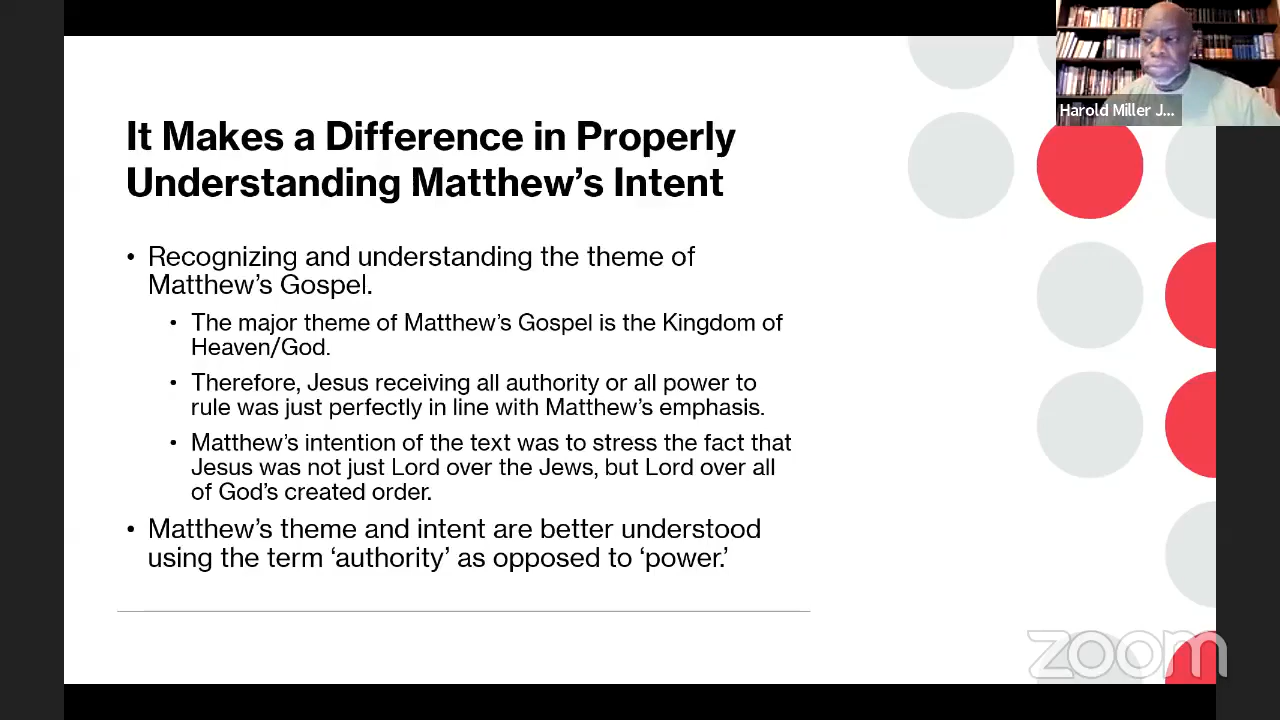 Harold Miller J...
It Makes a Difference in Properly
Understanding Matthew’s Intent
• Recognizing and understanding the theme of
Matthew’s Gospel.
• The major theme of Matthew’s Gospel is the Kingdom of
Heaven/God.
• Therefore, Jesus receiving all authority or all power to
rule was just perfectly in line with Matthew’s emphasis.
• Matthew’s intention of the text was to stress the fact that
Jesus was not just Lord over the Jews, but Lord over all
of God’s created order.
• Matthew’s theme and intent are better understood
using the term ‘authority’ as opposed to ‘power.’
zoom